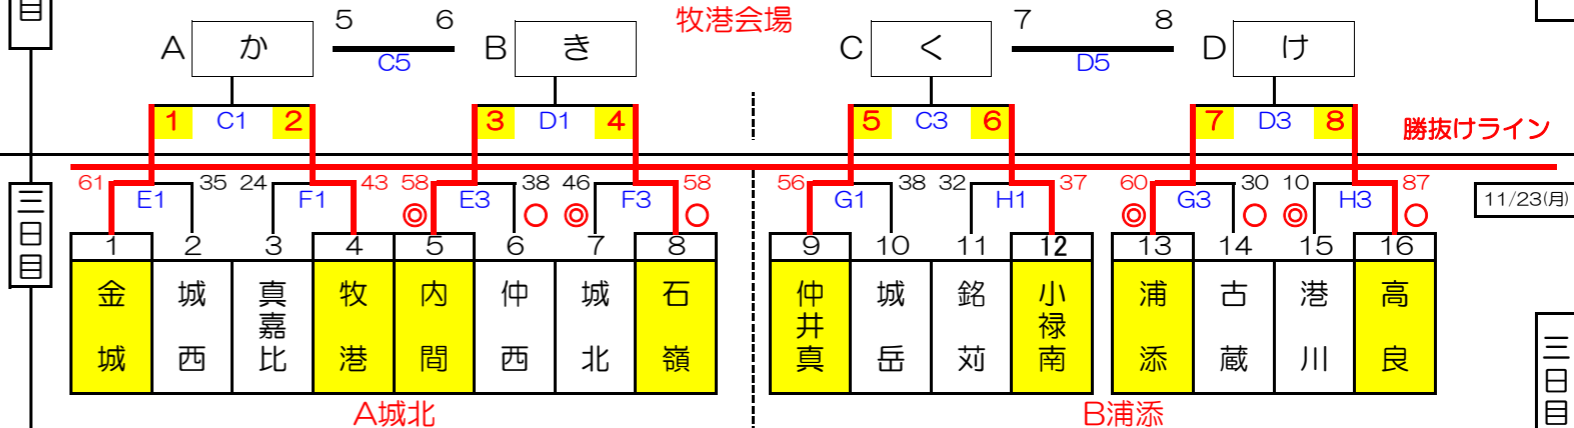 目
5 6 牧港会場 7 8
A か C5 B き C く D5 D け
1 C1 2 3 D1 4 5 C3 6 7 D3 8 勝抜けライン
61 35 24 43 58 38 46 58 56 38 32 37 60 30 10 87
E1 F1 E3 F3 G1 H1 G3 H3 11/23(月)
◎ ○ ◎ ○ ◎ ○ ◎ ○
三日目
1 2 3 4 5 6 7 8 9 10 11 12 13 14 15 16
金城 城西 真嘉比 牧港 内間 仲西 城北 石嶺 仲井真 城岳 銘苅 小禄南 浦添 古蔵 港川 高良
三日目
A城北 B浦添